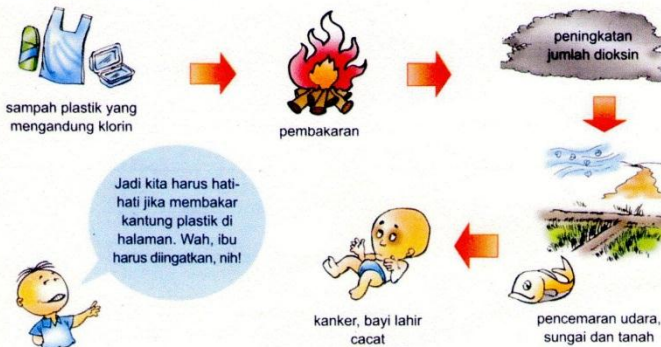 sampah plastik yang
mengandung klorin
pembakaran
peningkatan
jumlah dioksin
Jadi kita harus hati-
hati jika membakar
kantung plastik di
halaman. Wah, ibu
harus diingatkan, nih!
kanker, bayi lahir
cacat
pencemaran udara,
sungai dan tanah